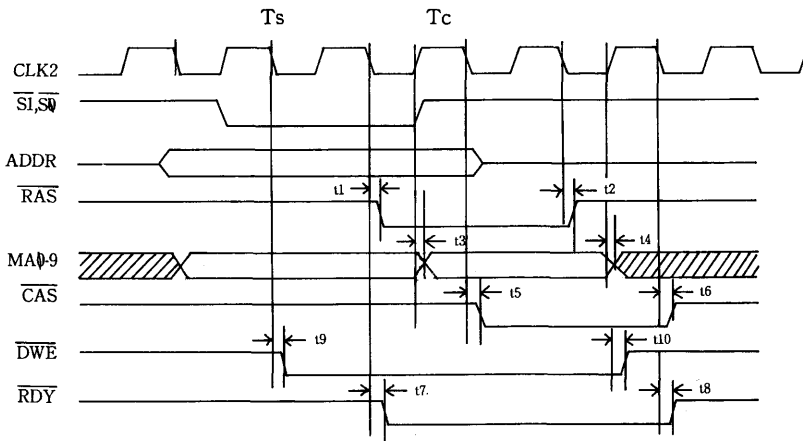 Ts Tc
CLK2
S1,S0
ADDR
RAS t1 t2
t3 t4
MA0-9
CAS t5 t6
DWE t9 t10
RDY t7 t8